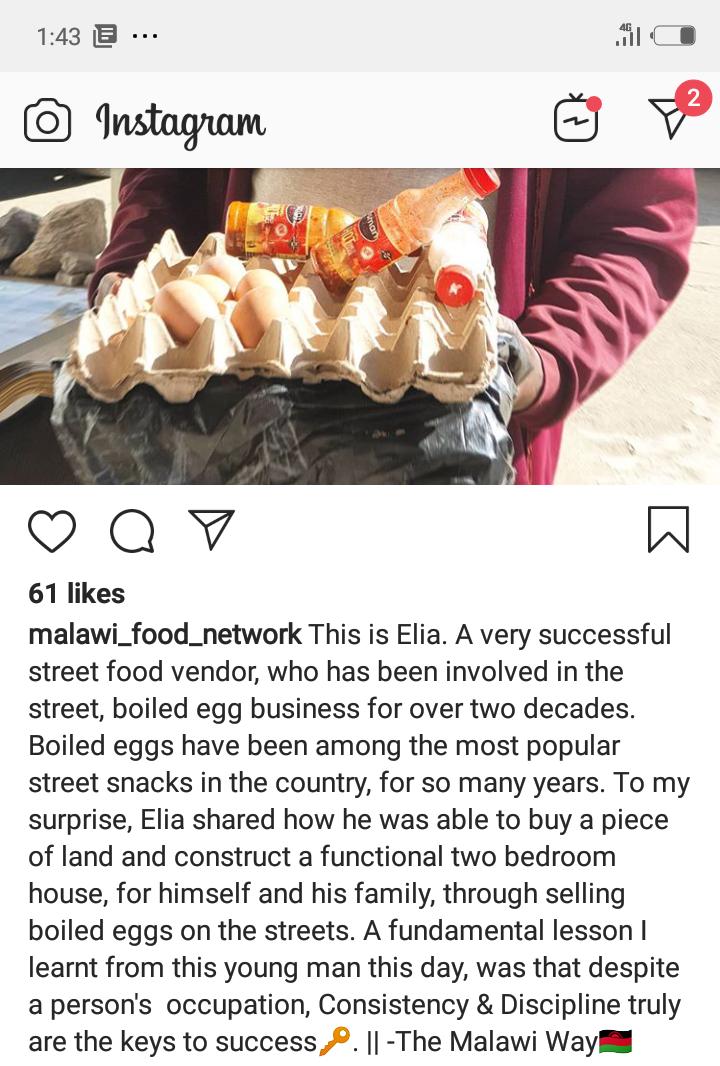 1:43
4G
Instagram
2
61 likes
malawi_food_network This is Elia. A very successful
street food vendor, who has been involved in the
street, boiled egg business for over two decades.
Boiled eggs have been among the most popular
street snacks in the country, for so many years. To my
surprise, Elia shared how he was able to buy a piece
of land and construct a functional two bedroom
house, for himself and his family, through selling
boiled eggs on the streets. A fundamental lesson I
learnt from this young man this day, was that despite
a person's  occupation, Consistency & Discipline truly
are the keys to success🔑. || -The Malawi Way🇲🇼